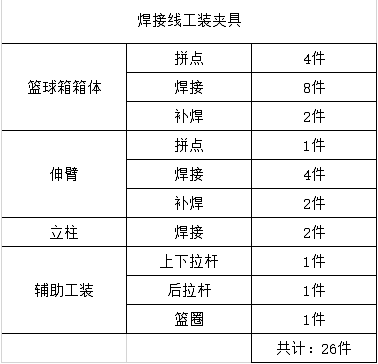 焊接线工装夹具
篮球箱箱体 拼点 4件
焊接 8件
补焊 2件
伸臂 拼点 1件
焊接 4件
补焊 2件
立柱 焊接 2件
辅助工装 上下拉杆 1件
后拉杆 1件
篮圈 1件
共计：26件